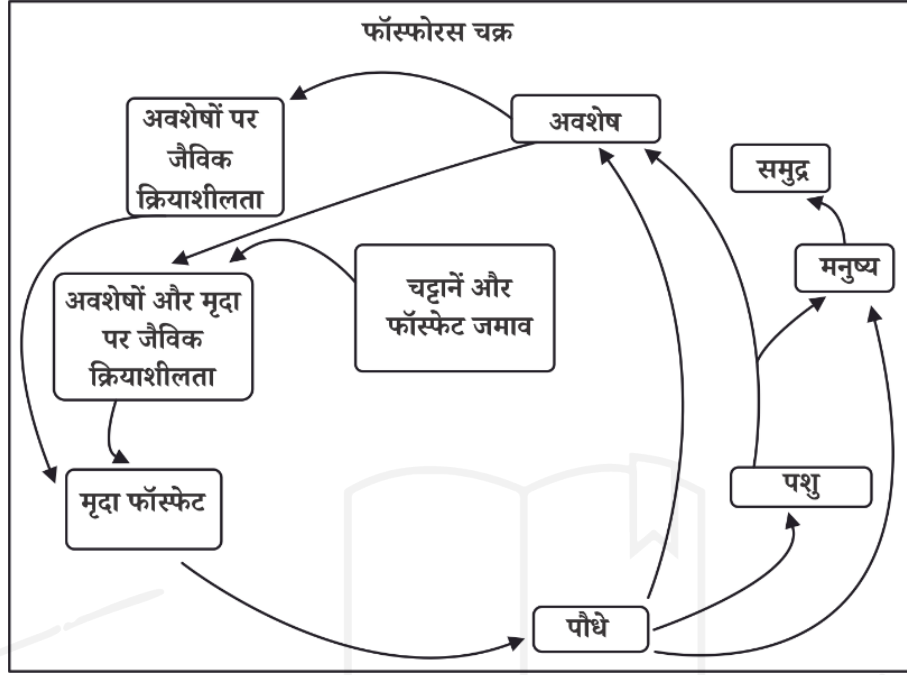 फॉस्फोरस चक्र
अवशेषों पर
जैविक
क्रियाशीलता
अवशेष
समुद्र
मनुष्य
अवशेषों और मृदा
पर जैविक
क्रियाशीलता
चट्टानें और
फॉस्फेट जमाव
मृदा फॉस्फेट
पशु
पौधे